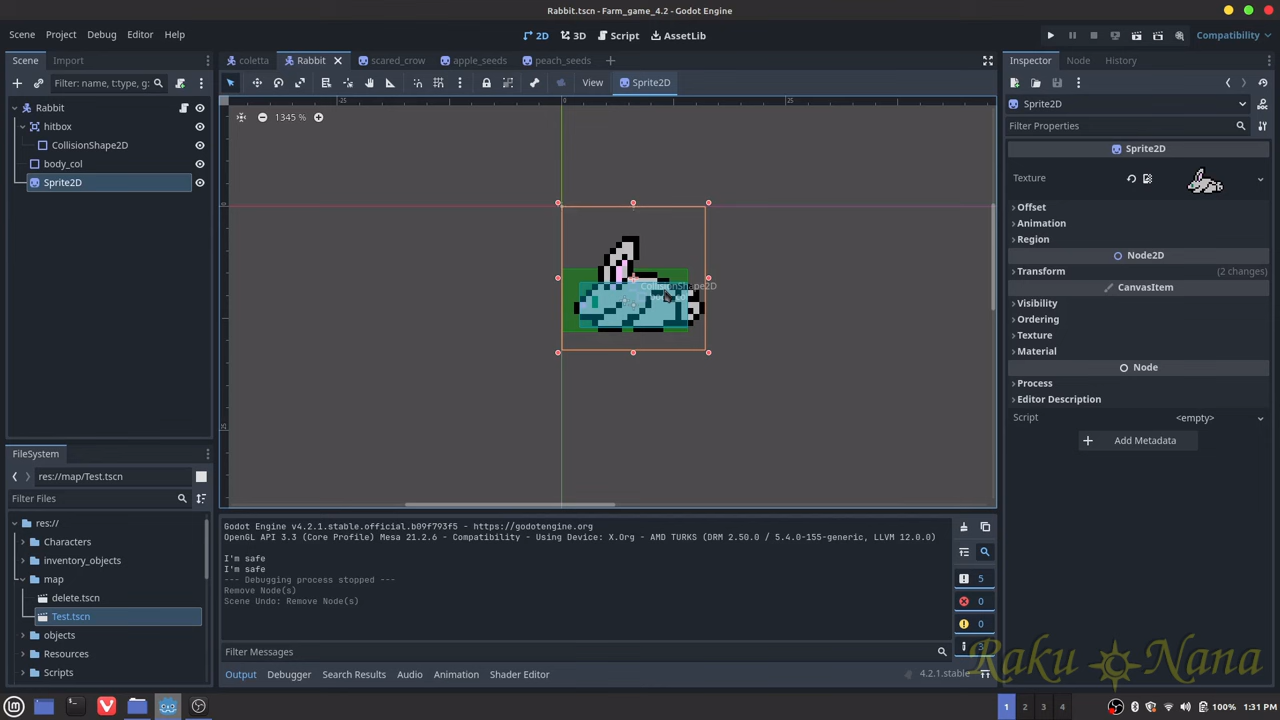 Rabbit.tscn - Farm_game_4.2 - Godot Engine
Scene Project Debug Editor Help
2D 3D Script AssetLib
Compatibility
Scene Import
coletta Rabbit scared_crow apple_seeds peach_seeds
Inspector Node History
Filter: name, t:type, g:
View Sprite2D
Sprite2D
Filter Properties
-25 0 25
1345 %
Rabbit
hitbox
CollisionShape2D
body_col
Sprite2D
CollisionShape2D
Sprite2D
Texture
Offset
Animation
Region
Node2D
Transform (2 changes)
CanvasItem
Visibility
Ordering
Texture
Material
Node
Process
Editor Description
Script <empty>
Add Metadata
FileSystem
res://map/Test.tscn
Filter Files
res://
Characters
inventory_objects
map
delete.tscn
Test.tscn
objects
Resources
Scripts
Godot Engine v4.2.1.stable.official.b09f793f5 - https://godotengine.org
OpenGL API 3.3 (Core Profile) Mesa 21.2.6 - Compatibility - Using Device: X.Org - AMD TURKS (DRM 2.50.0 / 5.4.0-155-generic, LLVM 12.0.0)
I'm safe
I'm safe
--- Debugging process stopped ---
Remove Node(s)
Scene Undo: Remove Node(s)
5
0
0
Filter Messages
Output Debugger Search Results Audio Animation Shader Editor
4.2.1.stable
Raku Nana
1 2 3 4
100% 1:31 PM